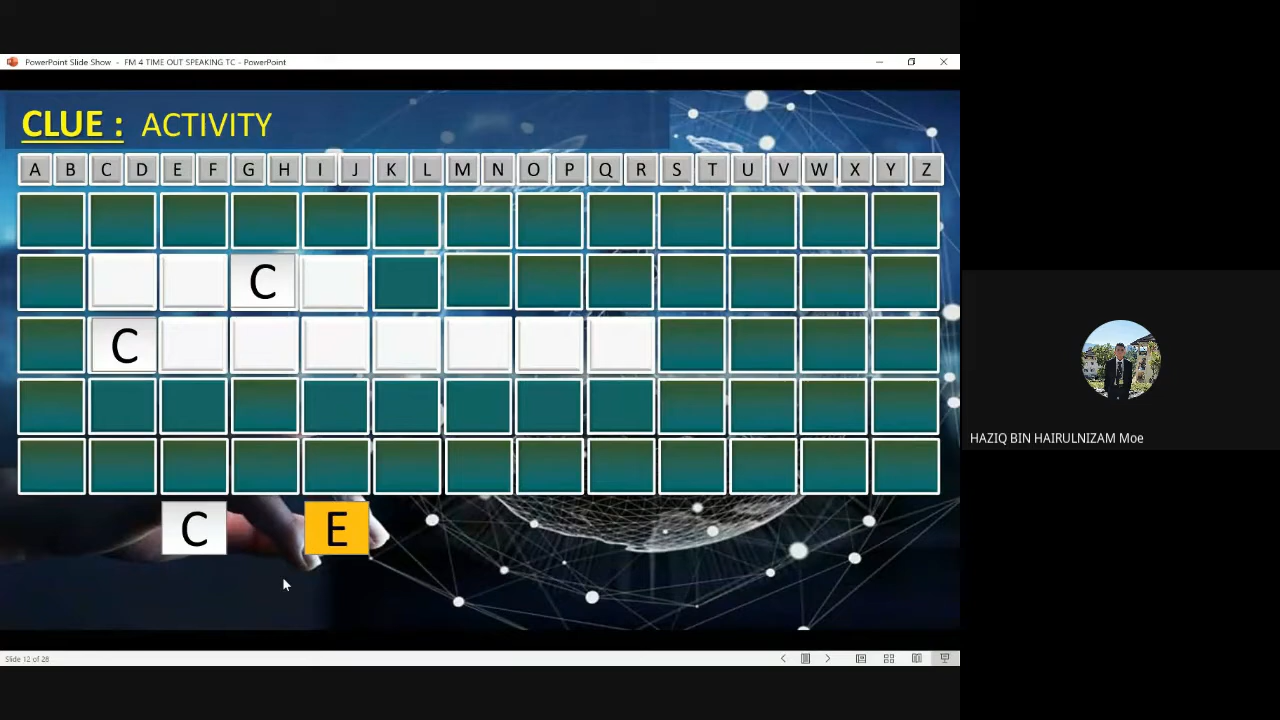 PowerPoint Slide Show - FM 4 TIME OUT SPEAKING TC - PowerPoint
CLUE : ACTIVITY
A B C D E F G H I J K L M N O P Q R S T U V W X Y Z
C
C
C E
HAZIQ BIN HAIRULNIZAM Moe
Slide 12 of 28